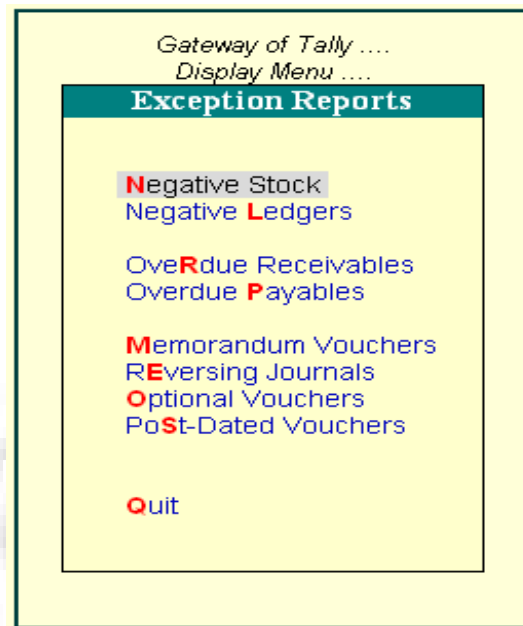 Gateway of Tally ....
Display Menu ....
Exception Reports
Negative Stock
Negative Ledgers
OveRdue Receivables
Overdue Payables
Memorandum Vouchers
REversing Journals
Optional Vouchers
PoSt-Dated Vouchers
Quit